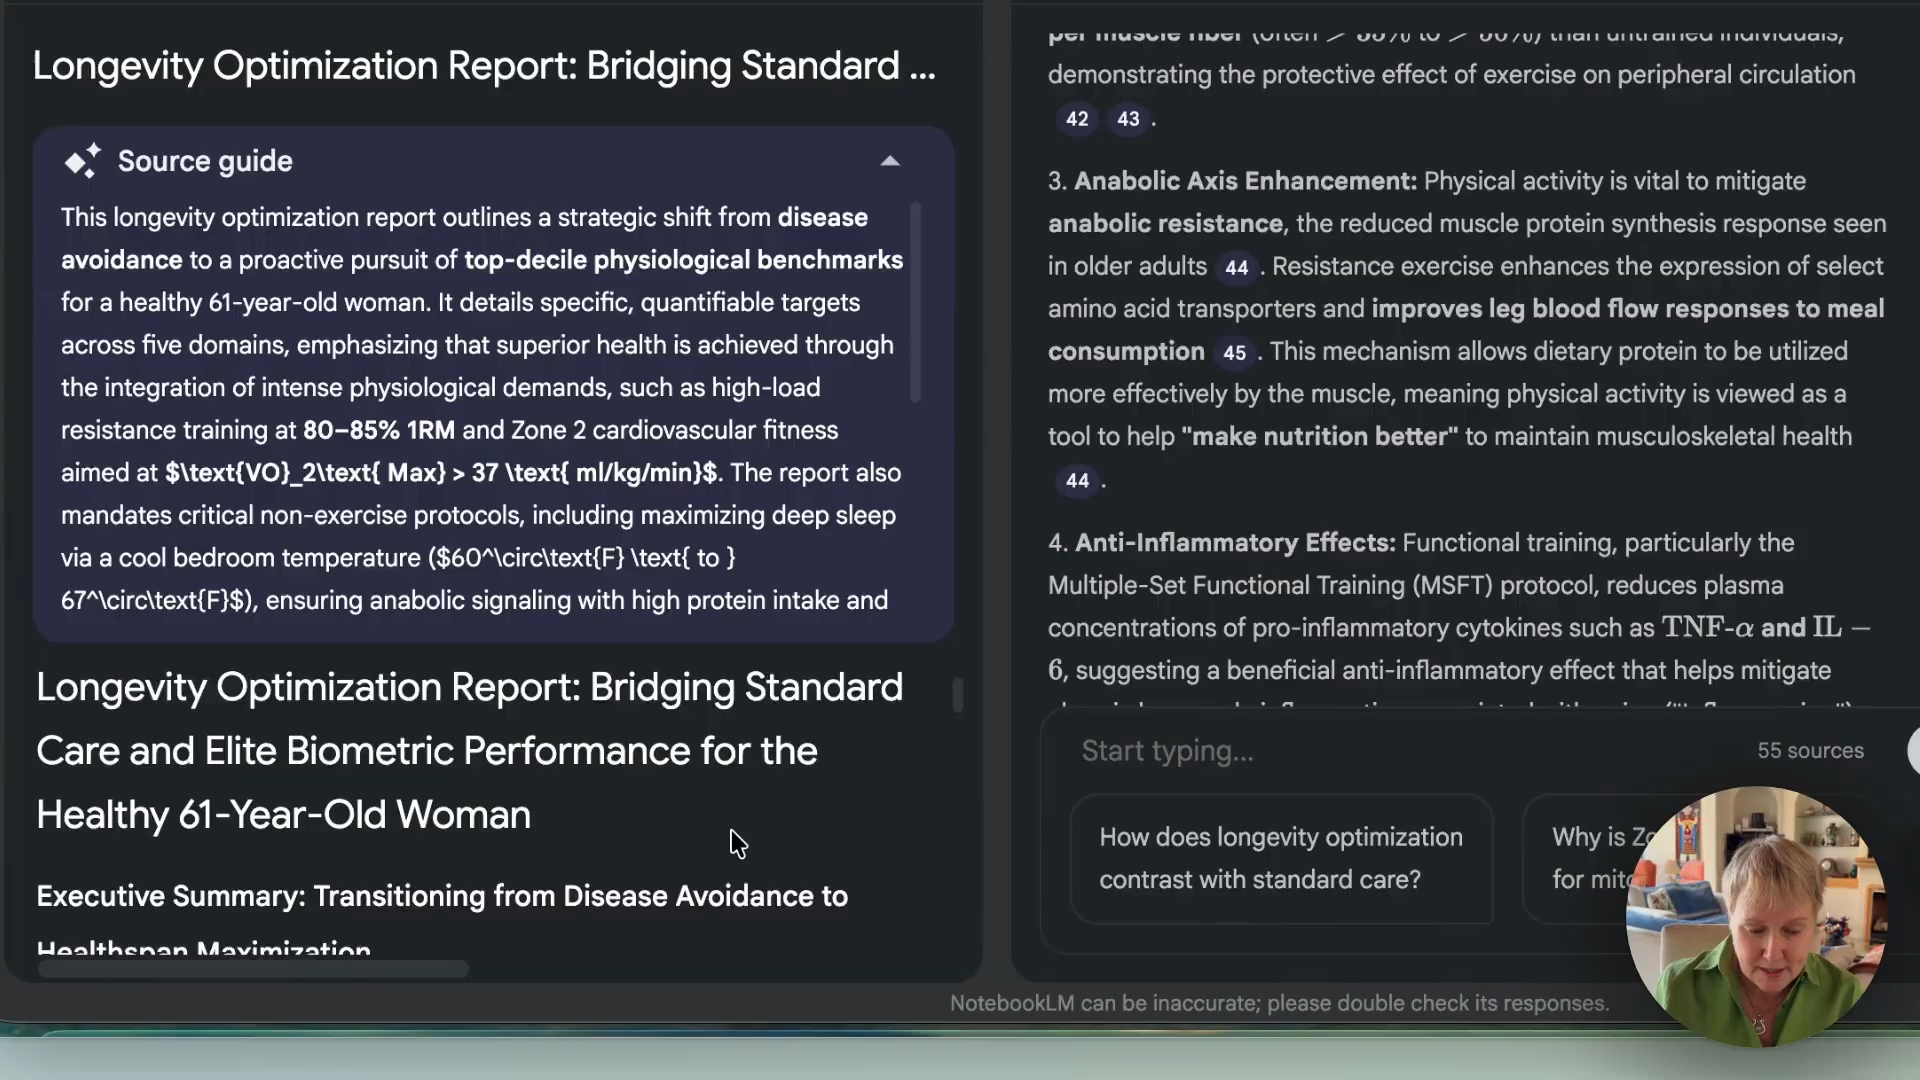 Longevity Optimization Report: Bridging Standard ...
Source guide
This longevity optimization report outlines a strategic shift from disease
avoidance to a proactive pursuit of top-decile physiological benchmarks
for a healthy 61-year-old woman. It details specific, quantifiable targets
across five domains, emphasizing that superior health is achieved through
the integration of intense physiological demands, such as high-load
resistance training at 80–85% 1RM and Zone 2 cardiovascular fitness
aimed at $\text{VO}_2\text{ Max} > 37 \text{ ml/kg/min}$. The report also
mandates critical non-exercise protocols, including maximizing deep sleep
via a cool bedroom temperature ($60^\circ\text{F} \text{ to }
67^\circ\text{F}$), ensuring anabolic signaling with high protein intake and
Longevity Optimization Report: Bridging Standard
Care and Elite Biometric Performance for the
Healthy 61-Year-Old Woman
Executive Summary: Transitioning from Disease Avoidance to
Healthspan Maximization
per muscle fiber (often > to > ) than untrained individuals,
demonstrating the protective effect of exercise on peripheral circulation
42 43 .
3. Anabolic Axis Enhancement: Physical activity is vital to mitigate
anabolic resistance, the reduced muscle protein synthesis response seen
in older adults 44 . Resistance exercise enhances the expression of select
amino acid transporters and improves leg blood flow responses to meal
consumption 45 . This mechanism allows dietary protein to be utilized
more effectively by the muscle, meaning physical activity is viewed as a
tool to help "make nutrition better" to maintain musculoskeletal health
44 .
4. Anti-Inflammatory Effects: Functional training, particularly the
Multiple-Set Functional Training (MSFT) protocol, reduces plasma
concentrations of pro-inflammatory cytokines such as TNF-α and IL −
6, suggesting a beneficial anti-inflammatory effect that helps mitigate
Start typing...
55 sources
How does longevity optimization
contrast with standard care?
Why is
for
NotebookLM can be inaccurate; please double check its responses.